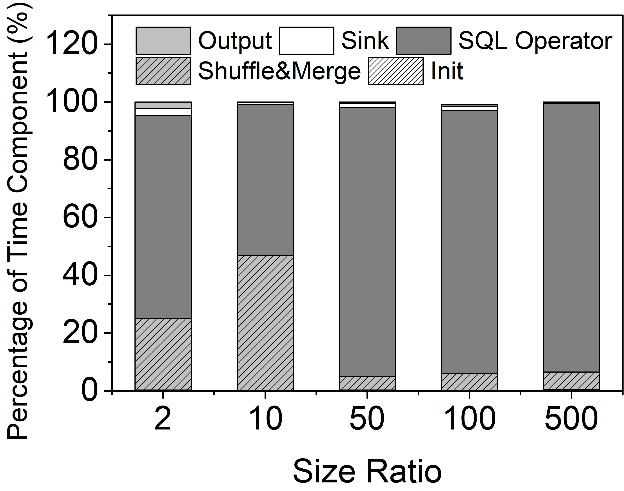 Percentage of Time Component (%)
120
100
80
60
40
20
0
Output Sink SQL Operator
Shuffle&Merge Init
2 10 50 100 500
Size Ratio